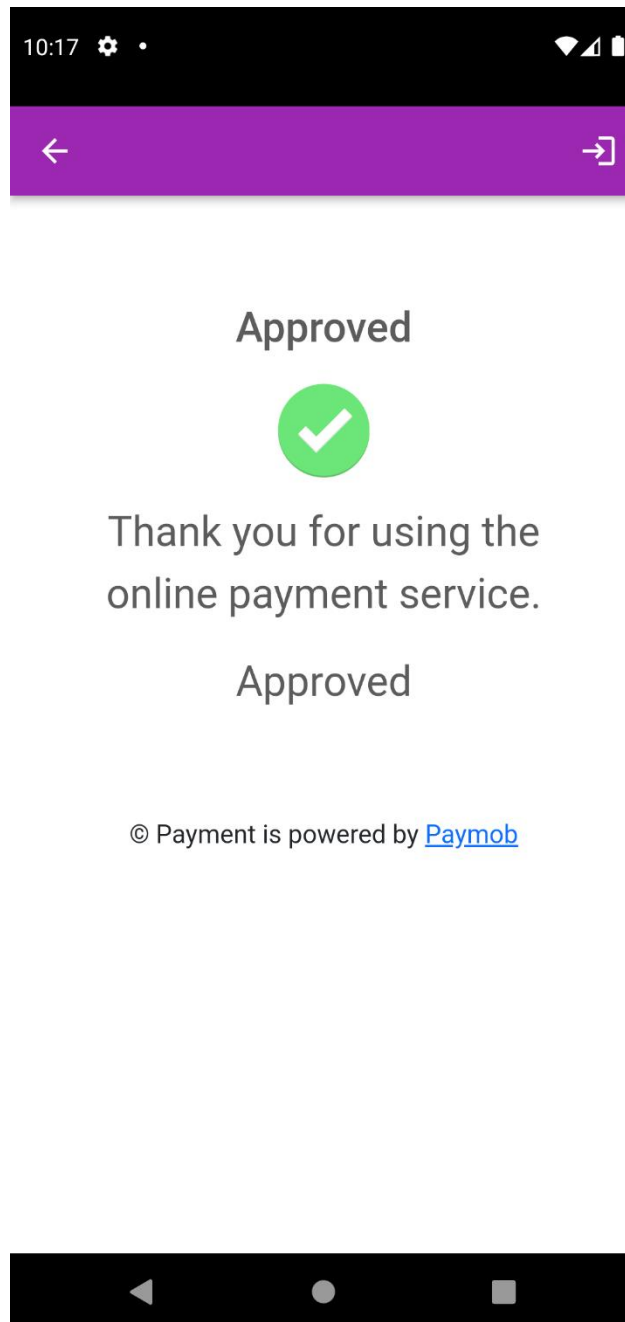 10:17
Approved
Thank you for using the
online payment service.
Approved
© Payment is powered by Paymob